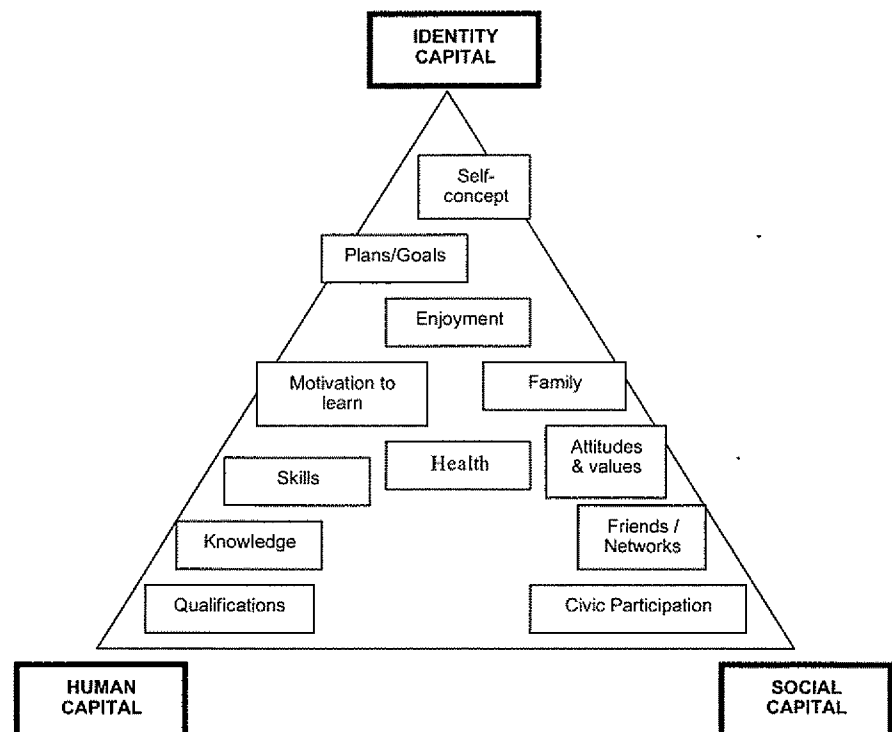 IDENTITY
CAPITAL
Self-
concept
Plans/Goals
Enjoyment
Motivation to
learn
Family
Attitudes
& values
Health
Skills
Friends /
Networks
Knowledge
Qualifications
Civic Participation
HUMAN
CAPITAL
SOCIAL
CAPITAL